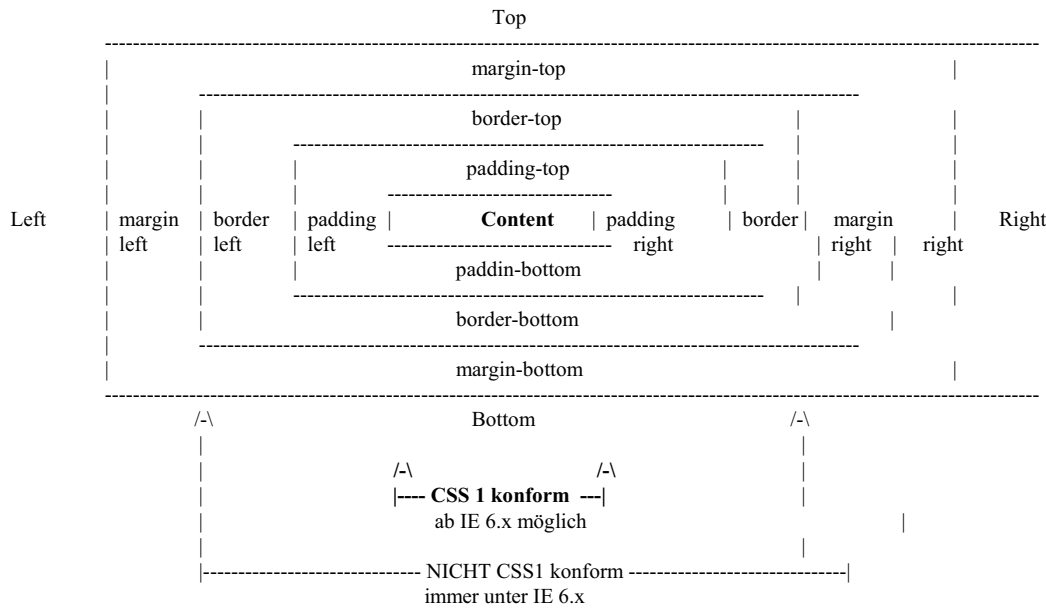 Top
-------------------------------------------------------------------------------------------------------------------------------------
| margin-top |
|
----------------------------------------------------------------------------------------------
| | border-top | |
| | | |
------------------------------------------------------------------- 
| | | padding-top | | |
| | | | | |
--------------------------------
Left | margin | border | padding | Content | padding | border | margin | Right
| left | left | left -------------------------------- right | right | right
| | | paddin-bottom | |
------------------------------------------------------------------- | |
| | border-bottom |
----------------------------------------------------------------------------------------------
| margin-bottom |
-------------------------------------------------------------------------------------------------------------------------------------
/-\ Bottom /-\
| |
| /-\ /-\ |
| |---- CSS 1 konform ---| |
| ab IE 6.x möglich |
| |
|------------------------------- NICHT CSS1 konform -------------------------------|
immer unter IE 6.x